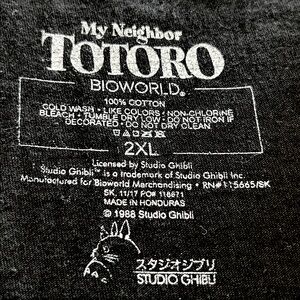 My Neighbor
TOTORO
BIOWORLD®
100% COTTON
COLD WASH • LIKE COLORS • NON-CHLORINE
BLEACH • TUMBLE DRY LOW • DO NOT IRON IF
DECORATED • DO NOT DRY CLEAN
2XL
Licensed by Studio Ghibli
Studio Ghibli™ is a trademark of Studio Ghibli Inc.
Manufactured for Bioworld Merchandising •
SK, 11/17
MADE IN HONDURAS
© 1988 Studio Ghibli
スタジオジブリ
STUDIO GHIBLI